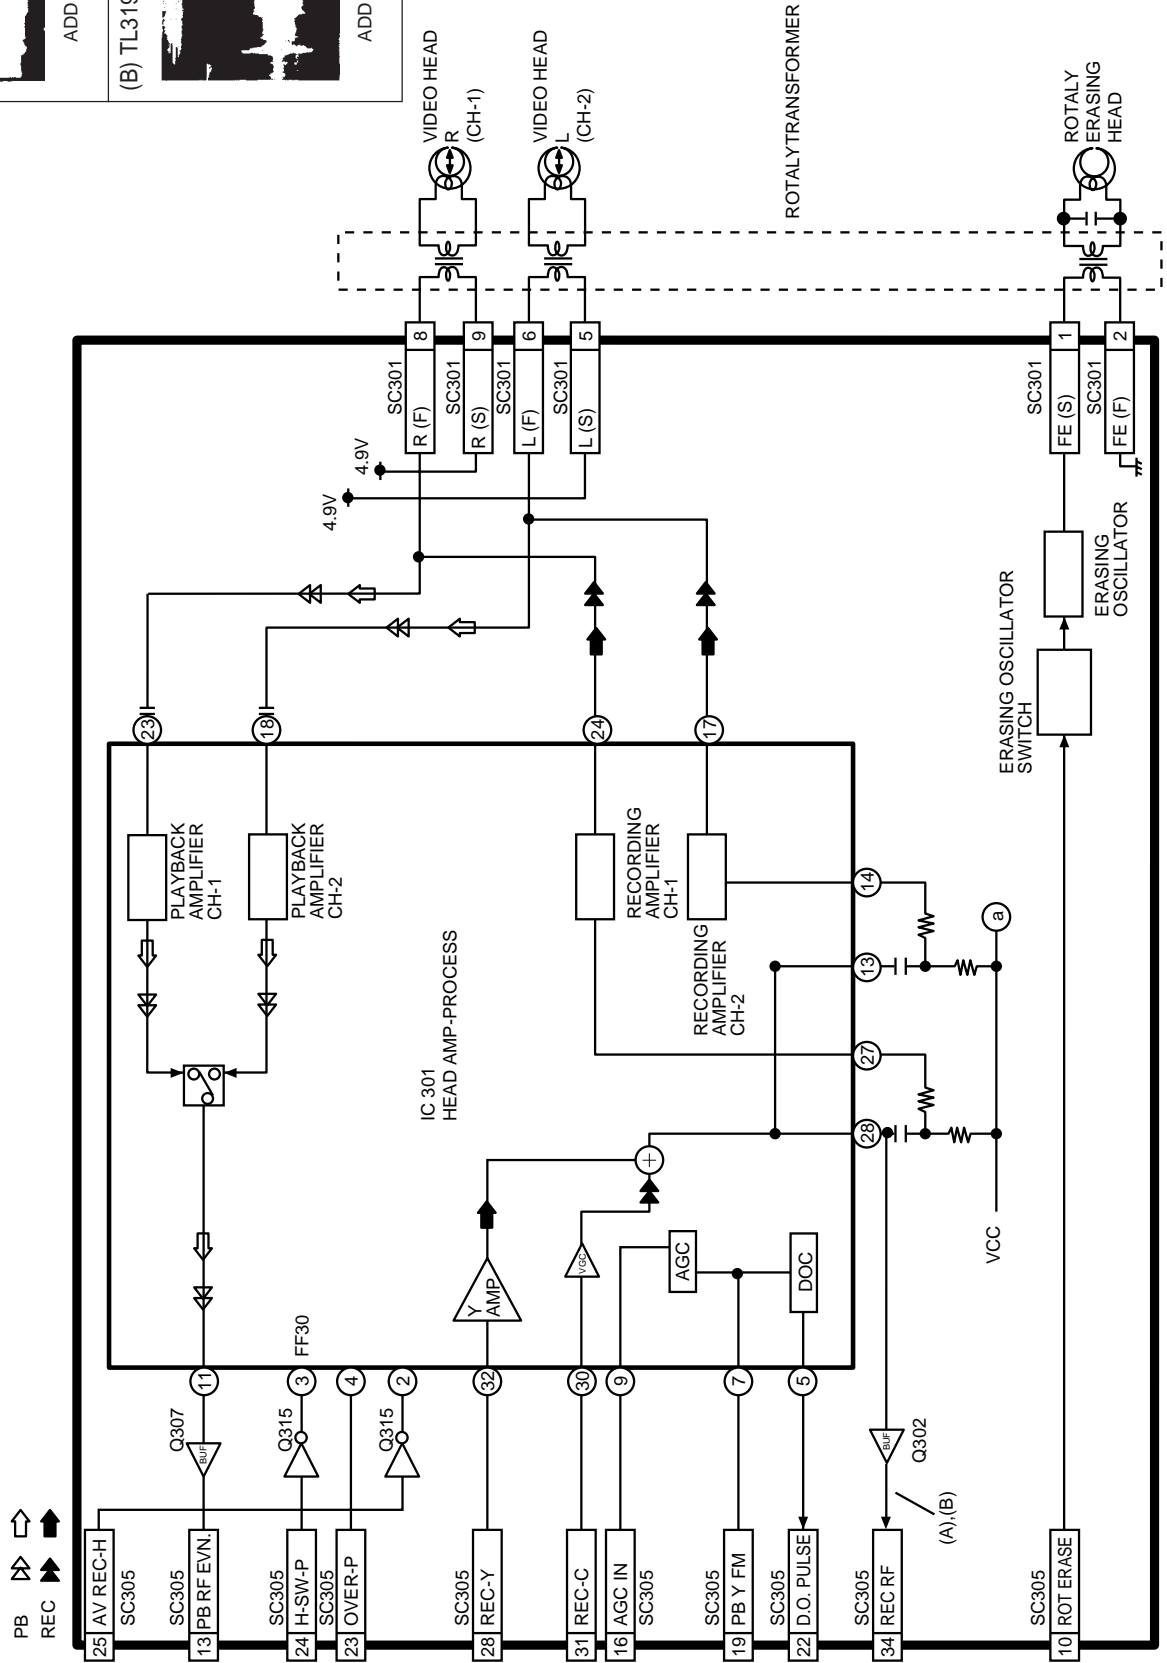 ADD
(B) TL319
ADD
VIDEO HEAD
R
(CH-1)
VIDEO HEAD
L
(CH-2)
ROTALYTRANSFORMER
ROTALY
ERASING
HEAD
SC301
R (F)
8
SC301
R (S)
9
SC301
L (F)
6
SC301
L (S)
5
SC301
FE (S)
1
SC301
FE (F)
2
4.9V
4.9V
ERASING
OSCILLATOR
ERASING OSCILLATOR
SWITCH
23
18
24
17
PLAYBACK
AMPLIFIER
CH-1
PLAYBACK
AMPLIFIER
CH-2
RECORDING
AMPLIFIER
CH-1
RECORDING
AMPLIFIER
CH-2
14
13
27
28
a
VCC
IC 301
HEAD AMP-PROCESS
+
Y
AMP
VGC
AGC
DOC
11
3
FF30
4
2
32
30
9
7
5
Q307
BUF
Q315
Q315
BUF
Q302
(A),(B)
PB
REC
25 AV REC-H
SC305
SC305
13 PB RF EVN.
SC305
24 H-SW-P
SC305
23 OVER-P
SC305
28 REC-Y
SC305
31 REC-C
16 AGC IN
SC305
SC305
19 PB Y FM
SC305
22 D.O. PULSE
SC305
34 REC RF
SC305
10 ROT ERASE